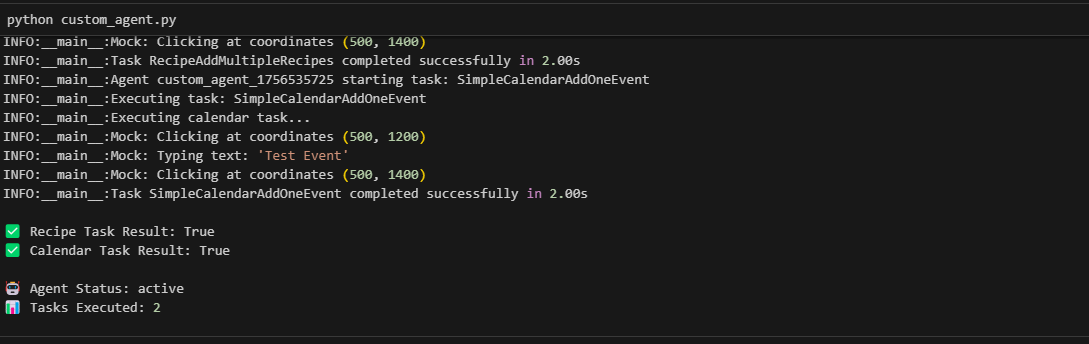 python custom_agent.py
INFO:__main__:Mock: Clicking at coordinates (500, 1400)
INFO:__main__:Task RecipeAddMultipleRecipes completed successfully in 2.00s
INFO:__main__:Agent custom_agent_1756535725 starting task: SimpleCalendarAddOneEvent
INFO:__main__:Executing task: SimpleCalendarAddOneEvent
INFO:__main__:Executing calendar task...
INFO:__main__:Mock: Clicking at coordinates (500, 1200)
INFO:__main__:Mock: Typing text: 'Test Event'
INFO:__main__:Mock: Clicking at coordinates (500, 1400)
INFO:__main__:Task SimpleCalendarAddOneEvent completed successfully in 2.00s
✅ Recipe Task Result: True
✅ Calendar Task Result: True
🤖 Agent Status: active
📊 Tasks Executed: 2